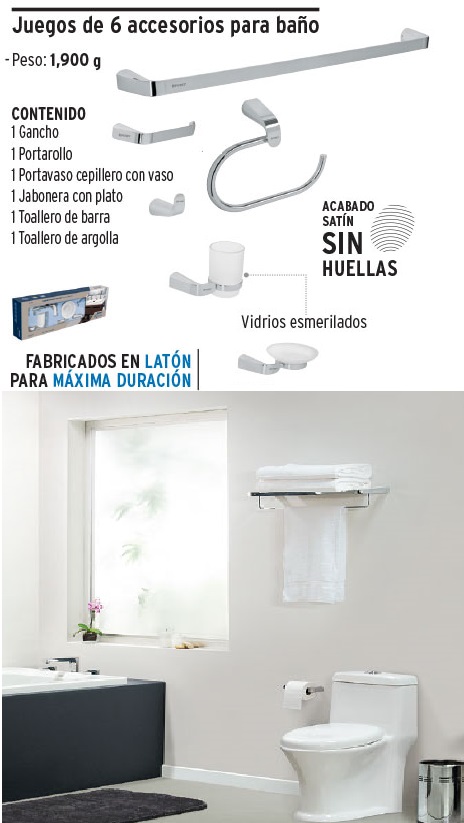 Juegos de 6 accesorios para baño
- Peso: 1,900 g
CONTENIDO
1 Gancho
1 Portarollo
1 Portavaso cepillero con vaso
1 Jabonera con plato
1 Toallero de barra
1 Toallero de argolla
ACABADO
SATÍN
SIN
HUELLAS
Vidrios esmerilados
FABRICADOS EN LATÓN
PARA MÁXIMA DURACIÓN